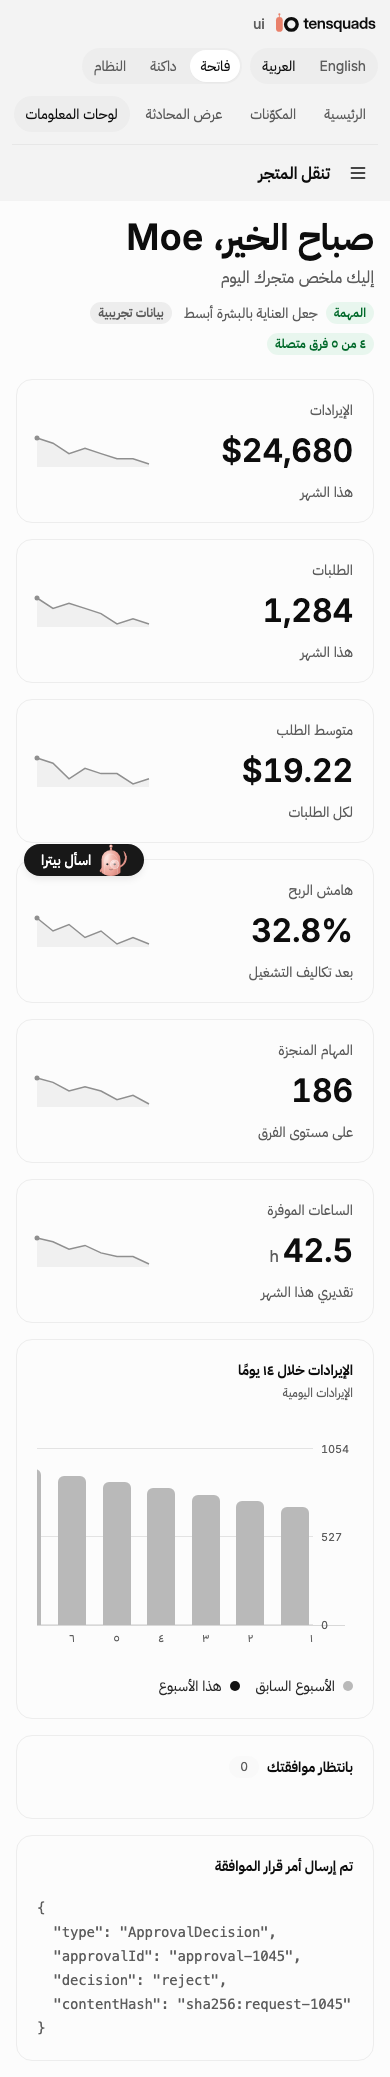 tensquads ui
English العربية فاتحة داكنة النظام
الرئيسية المكوّنات عرض المحادثة لوحات المعلومات
تنقل المتجر
صباح الخير، Moe
إليك ملخص متجرك اليوم
المهمة جعل العناية بالبشرة أبسط بيانات تجريبية
٤ من ٥ فرق متصلة
الإيرادات
$24,680
هذا الشهر
الطلبات
1,284
هذا الشهر
متوسط الطلب
$19.22
لكل الطلبات
اسأل بيترا
هامش الربح
32.8%
بعد تكاليف التشغيل
المهام المنجزة
186
على مستوى الفرق
الساعات الموفرة
42.5 h
تقديري هذا الشهر
الإيرادات خلال ١٤ يومًا
الإيرادات اليومية
1054
527
0
١ ٢ ٣ ٤ ٥ ٦
الأسبوع السابق هذا الأسبوع
بانتظار موافقتك 0
تم إرسال أمر قرار الموافقة
{
"type": "ApprovalDecision",
"approvalId": "approval-1045",
"decision": "reject",
"contentHash": "sha256:request-1045"
}